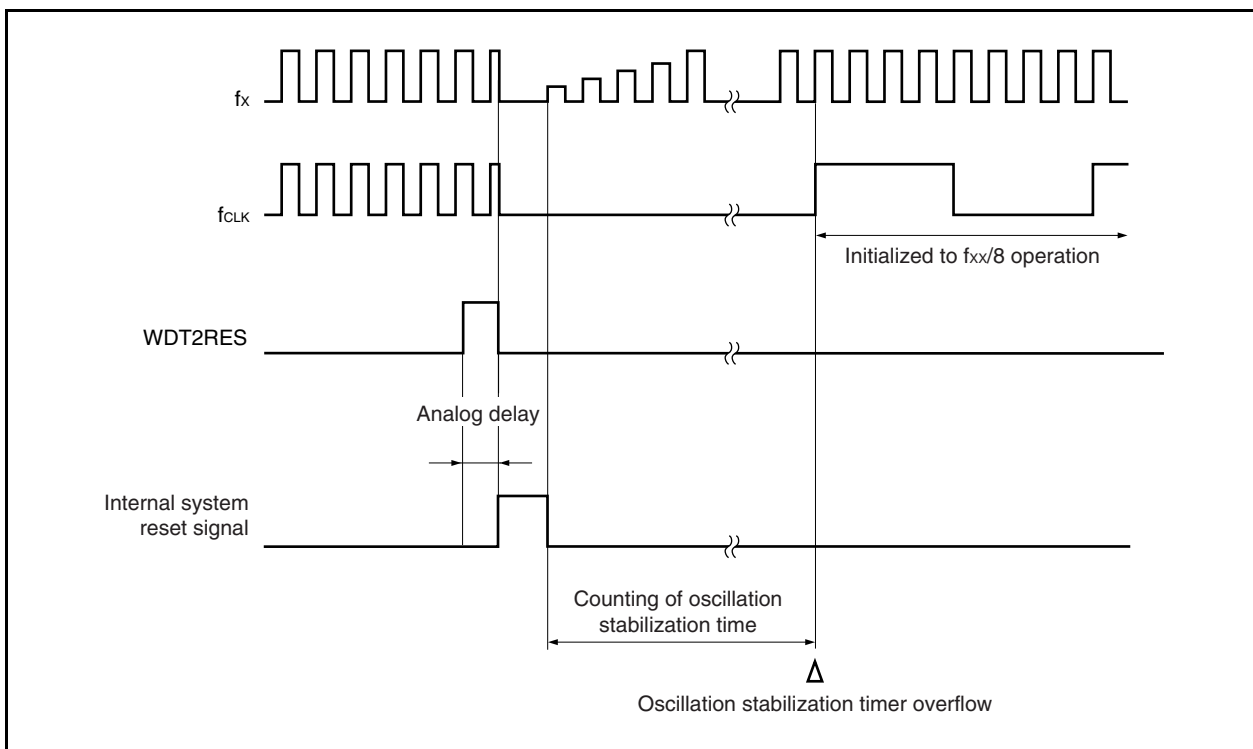 fX
fCLK
Initialized to fXX/8 operation
WDT2RES
Analog delay
Internal system
reset signal
Counting of oscillation
stabilization time
Oscillation stabilization timer overflow